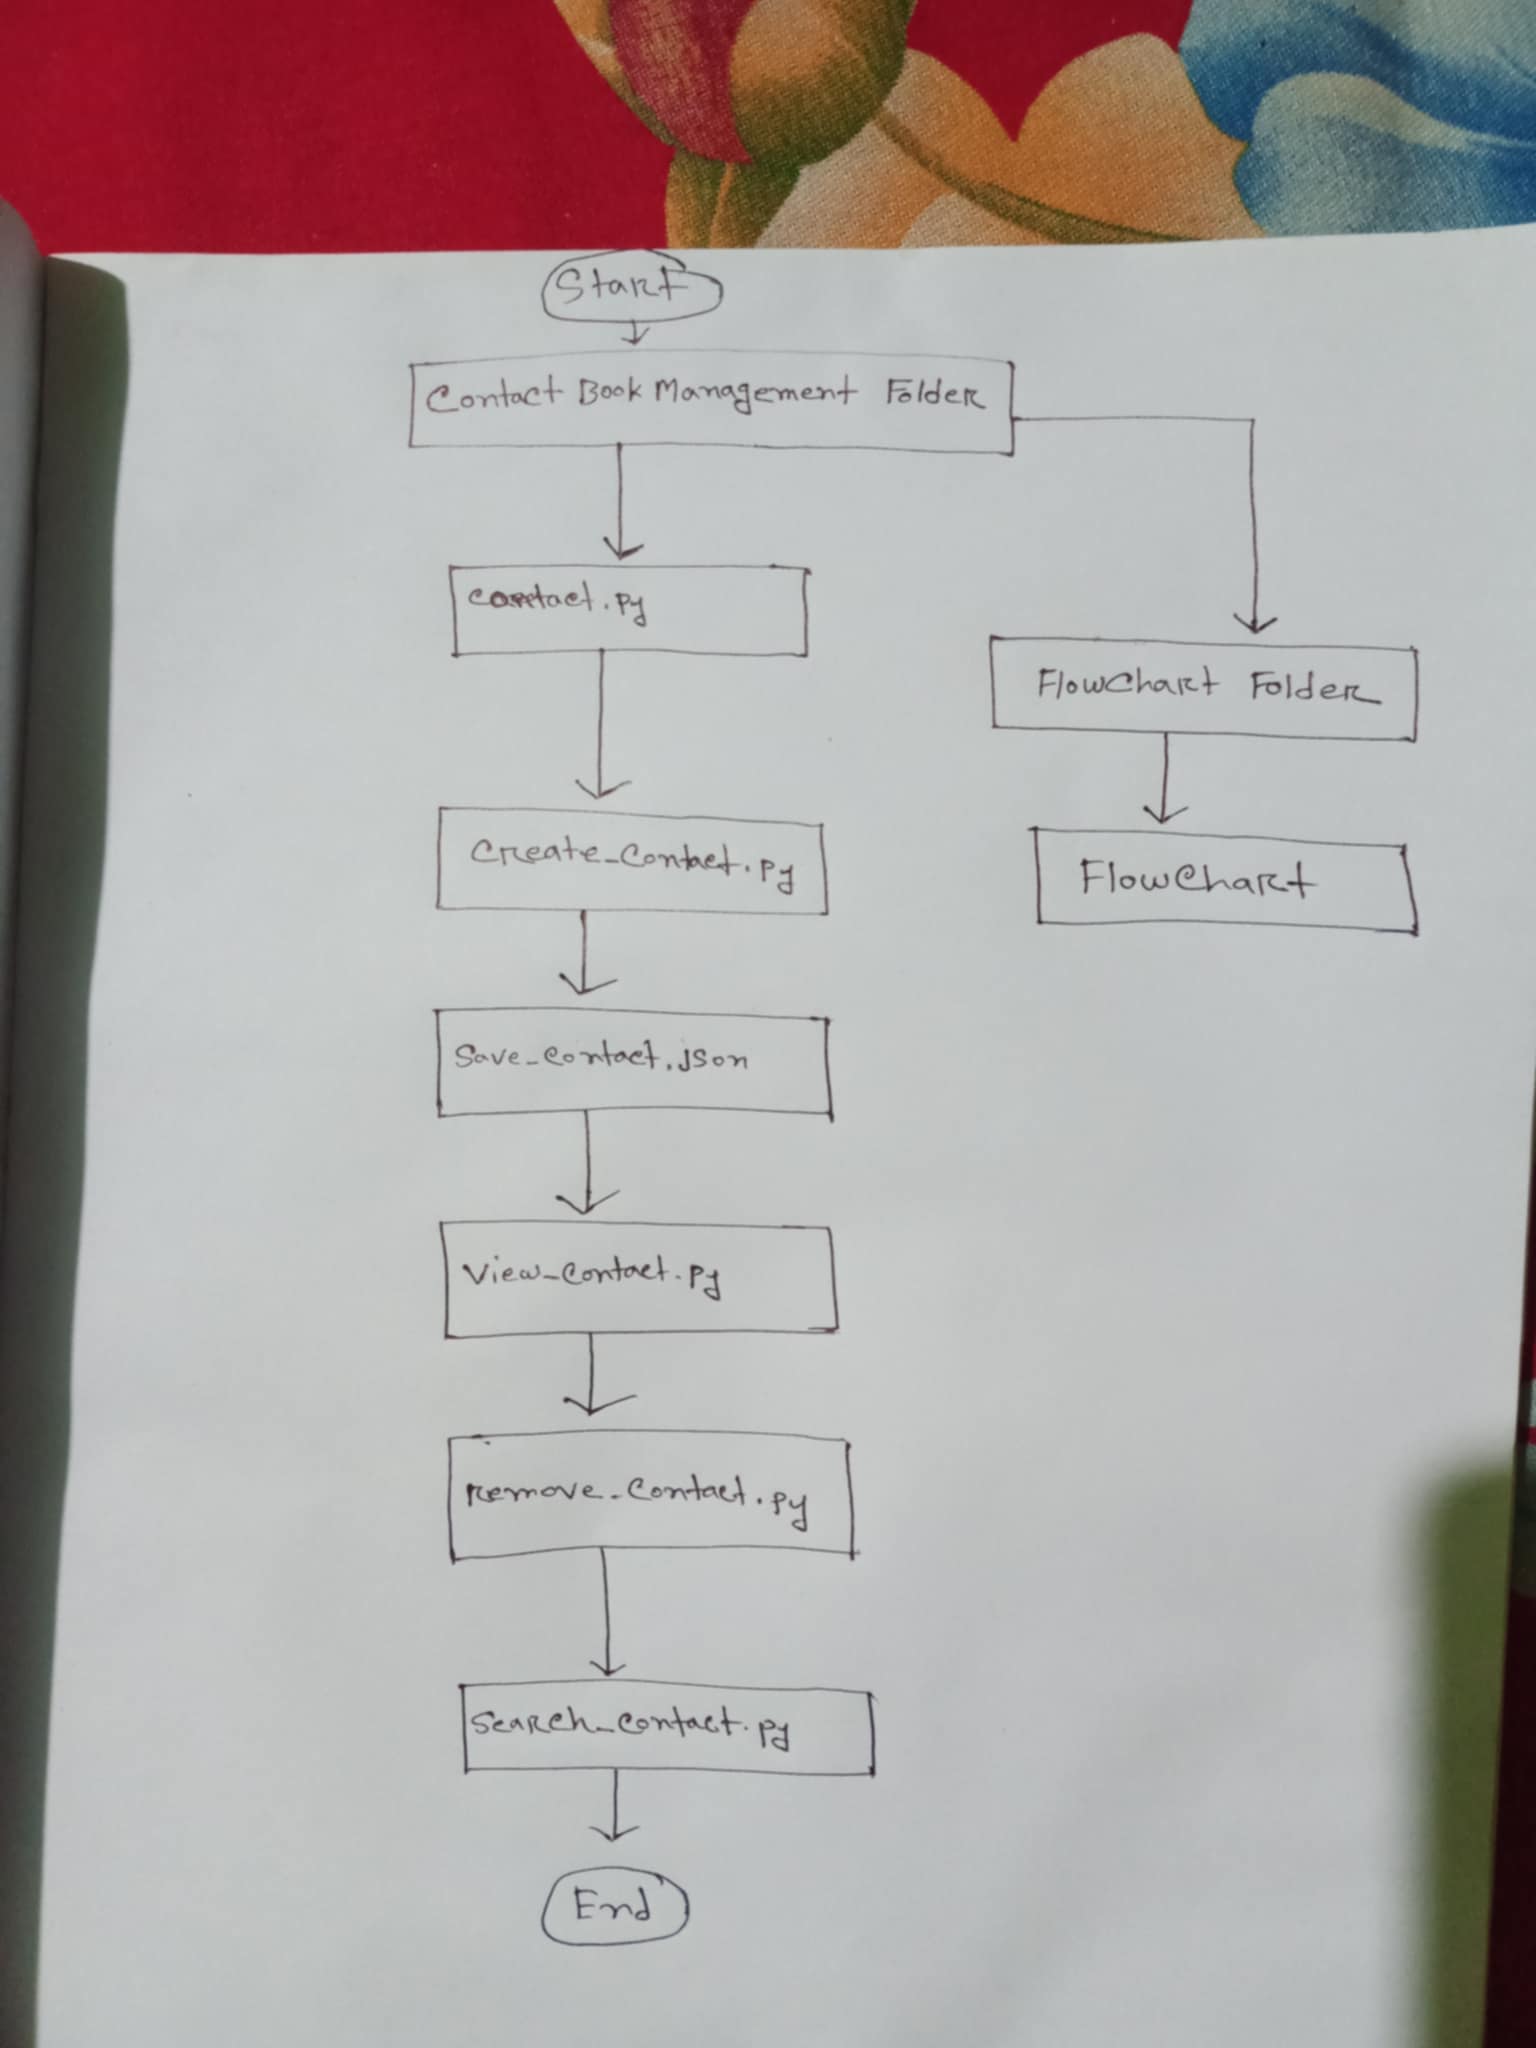 Start
Contact Book Management Folder
contact.py
FlowChart Folder
Create_Contact.py
FlowChart
Save_Contact.json
View_Contact.py
Remove_Contact.py
Search_Contact.py
End